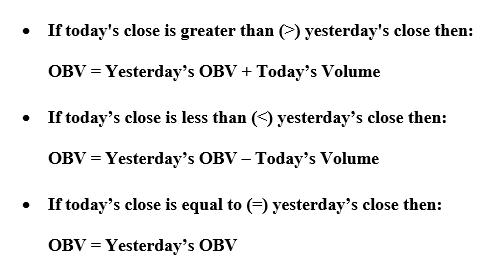 • If today's close is greater than (>) yesterday's close then:
OBV = Yesterday’s OBV + Today’s Volume
• If today’s close is less than (<) yesterday’s close then:
OBV = Yesterday’s OBV – Today’s Volume
• If today’s close is equal to (=) yesterday’s close then:
OBV = Yesterday’s OBV